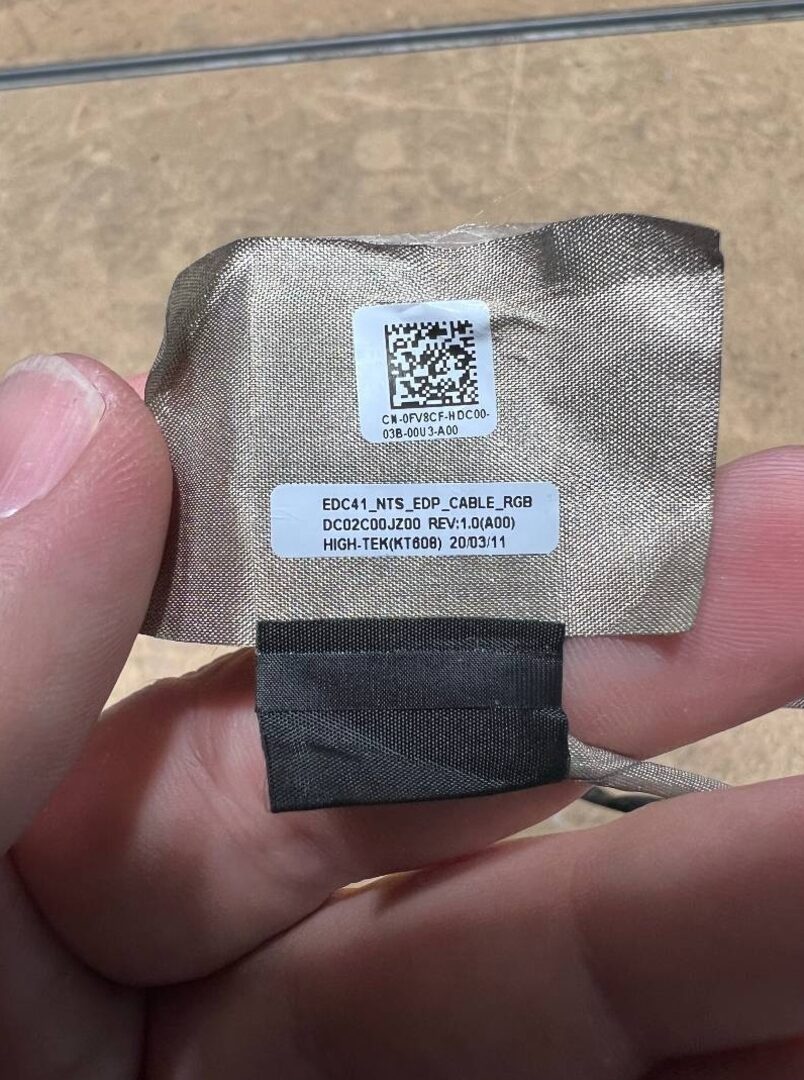 CN-0FV8CF-HDC00-
03B-00U3-A00
EDC41_NTS_EDP_CABLE_RGB
DC02C00JZ00 REV:1.0(A00)
HIGH-TEK(KT608) 20/03/11